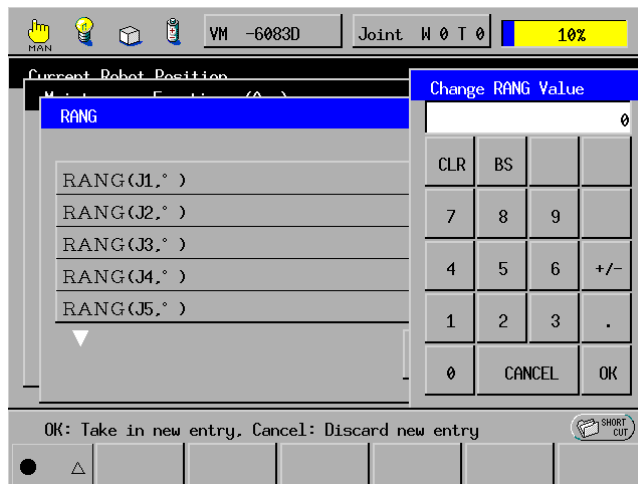 MAN
VM -6083D
Joint W 0 T 0
10%
Current Robot Position
RANG
RANG(J1,° )
RANG(J2,° )
RANG(J3,° )
RANG(J4,° )
RANG(J5,° )
Change RANG Value
0
CLR BS
7 8 9
4 5 6 +/-
1 2 3 .
0 CANCEL OK
OK: Take in new entry, Cancel: Discard new entry
SHORT
CUT